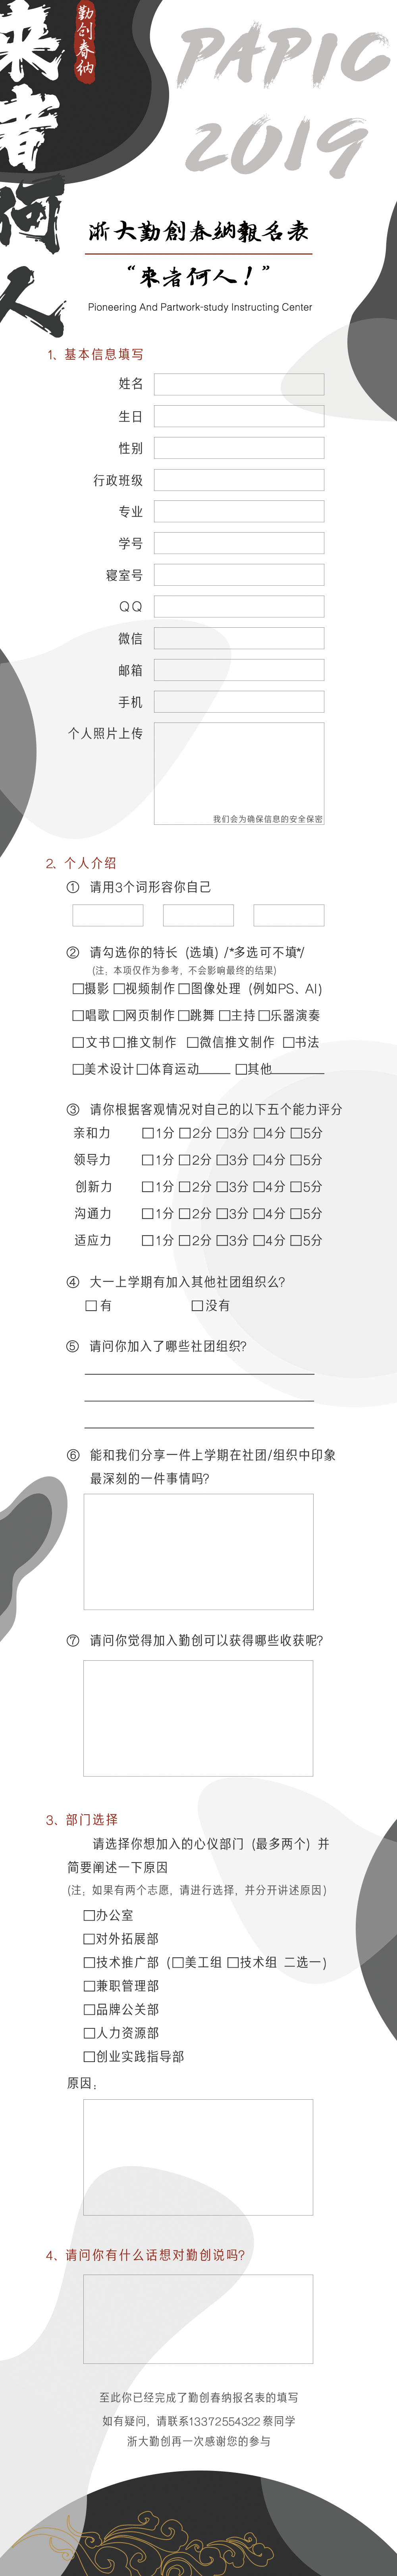 来者何人
勤创春纳
PAPIC
2019
浙大勤創春納報名表
“来者何人！”
Pioneering And Partwork-study Instructing Center
1、基本信息填写
姓名
生日
性别
行政班级
专业
学号
寝室号
QQ
微信
邮箱
手机
个人照片上传
我们会为确保信息的安全保密
2、个人介绍
① 请用3个词形容你自己
② 请勾选你的特长（选填）/*多选可不填*/
(注：本项仅作为参考，不会影响最终的结果)
□摄影 □视频制作 □图像处理（例如PS、AI）
□唱歌 □网页制作 □跳舞 □主持 □乐器演奏
□文书 □推文制作 □微信推文制作 □书法
□美术设计 □体育运动____ □其他________
③ 请你根据客观情况对自己的以下五个能力评分
亲和力 □1分 □2分 □3分 □4分 □5分
领导力 □1分 □2分 □3分 □4分 □5分
创新力 □1分 □2分 □3分 □4分 □5分
沟通力 □1分 □2分 □3分 □4分 □5分
适应力 □1分 □2分 □3分 □4分 □5分
④ 大一上学期有加入其他社团组织么?
□ 有 □没有
⑤ 请问你加入了哪些社团组织?
⑥ 能和我们分享一件上学期在社团/组织中印象
最深刻的一件事情吗?
⑦ 请问你觉得加入勤创可以获得哪些收获呢?
3、部门选择
请选择你想加入的心仪部门（最多两个）并
简要阐述一下原因
(注：如果有两个志愿，请进行选择，并分开讲述原因)
□办公室
□对外拓展部
□技术推广部（□美工组 □技术组 二选一）
□兼职管理部
□品牌公关部
□人力资源部
□创业实践指导部
原因：
4、请问你有什么话想对勤创说吗?
至此你已经完成了勤创春纳报名表的填写
如有疑问，请联系13372554322 蔡同学
浙大勤创再一次感谢您的参与